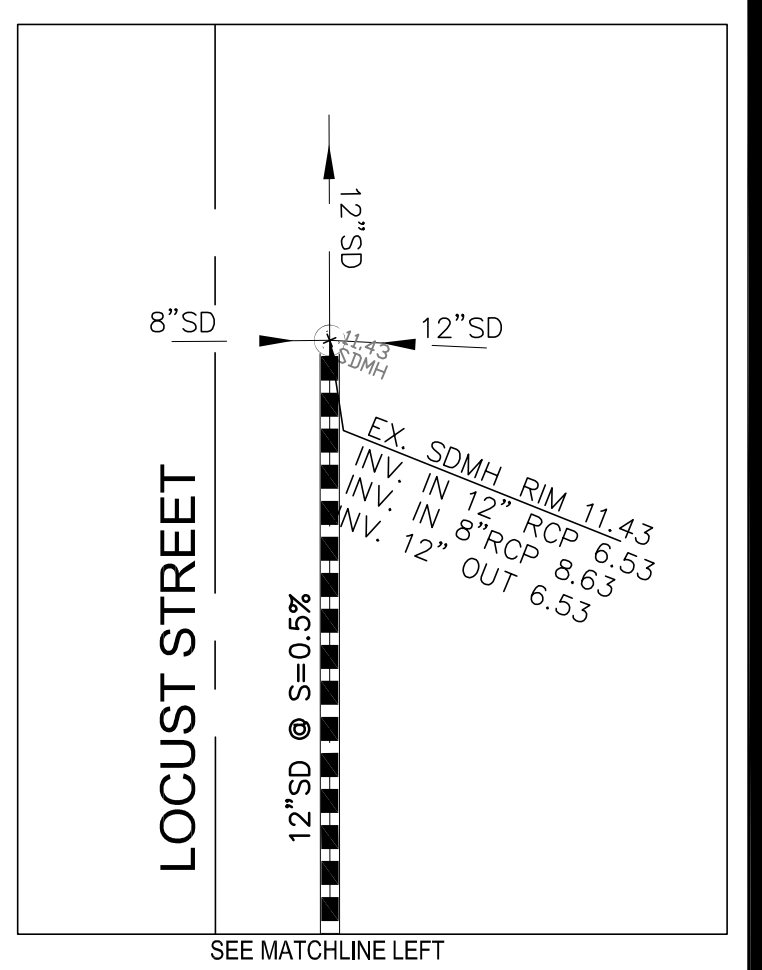 12"SD
8"SD
12"SD
11.43
SDMH
EX. SDMH RIM 11.43
INV. IN 12" RCP 6.53
INV. IN 8"RCP 8.63
INV. 12" OUT 6.53
LOCUST STREET
12"SD @ S=0.5%
SEE MATCHLINE LEFT